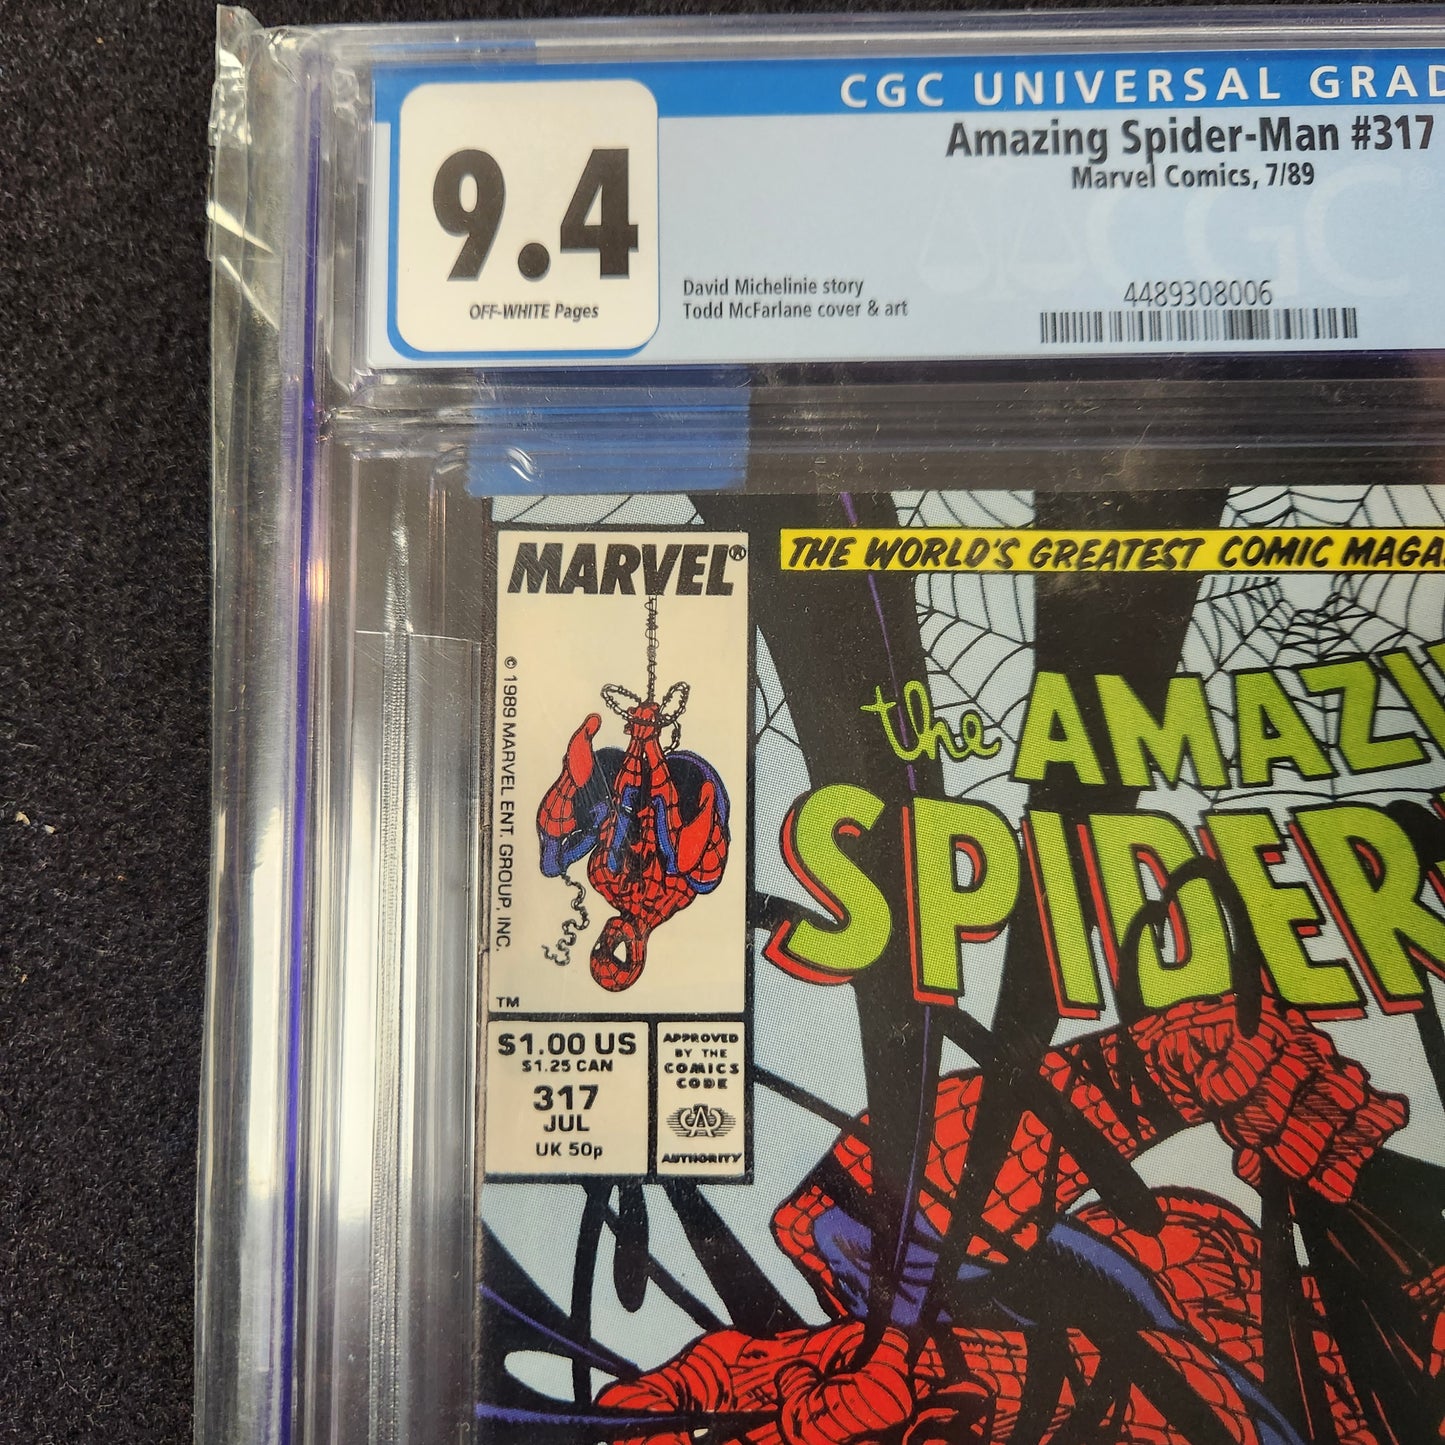 CGC UNIVERSAL GRAD
9.4
OFF-WHITE Pages
Amazing Spider-Man #317
Marvel Comics, 7/89
David Michelinie story
Todd McFarlane cover & art
CGC
4489308006
MARVEL®
© 1989 MARVEL ENT. GROUP, INC.
TM
$1.00 US
$1.25 CAN
317
JUL
UK 50p
APPROVED
BY THE
COMICS
CODE
CA
AUTHORITY
THE WORLD'S GREATEST COMIC MAGA
the AMAZI
SPIDER-